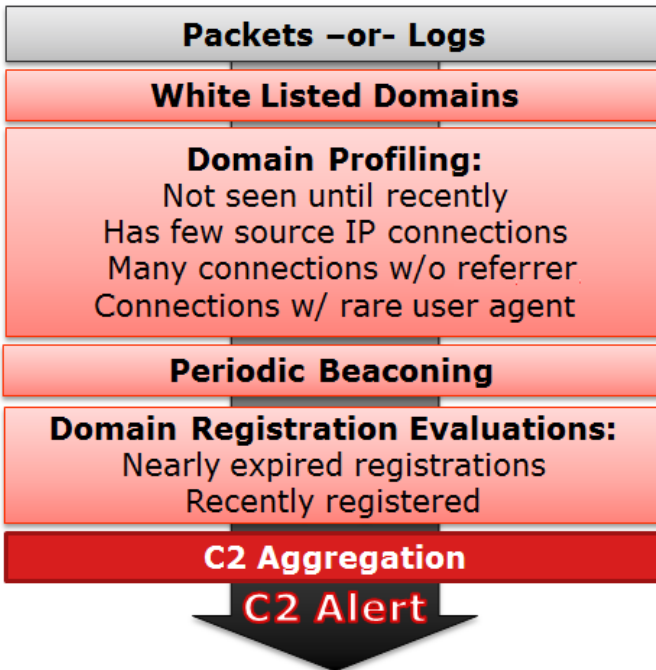 Packets –or- Logs
White Listed Domains
Domain Profiling:
Not seen until recently
Has few source IP connections
Many connections w/o referrer
Connections w/ rare user agent
Periodic Beaconing
Domain Registration Evaluations:
Nearly expired registrations
Recently registered
C2 Aggregation
C2 Alert